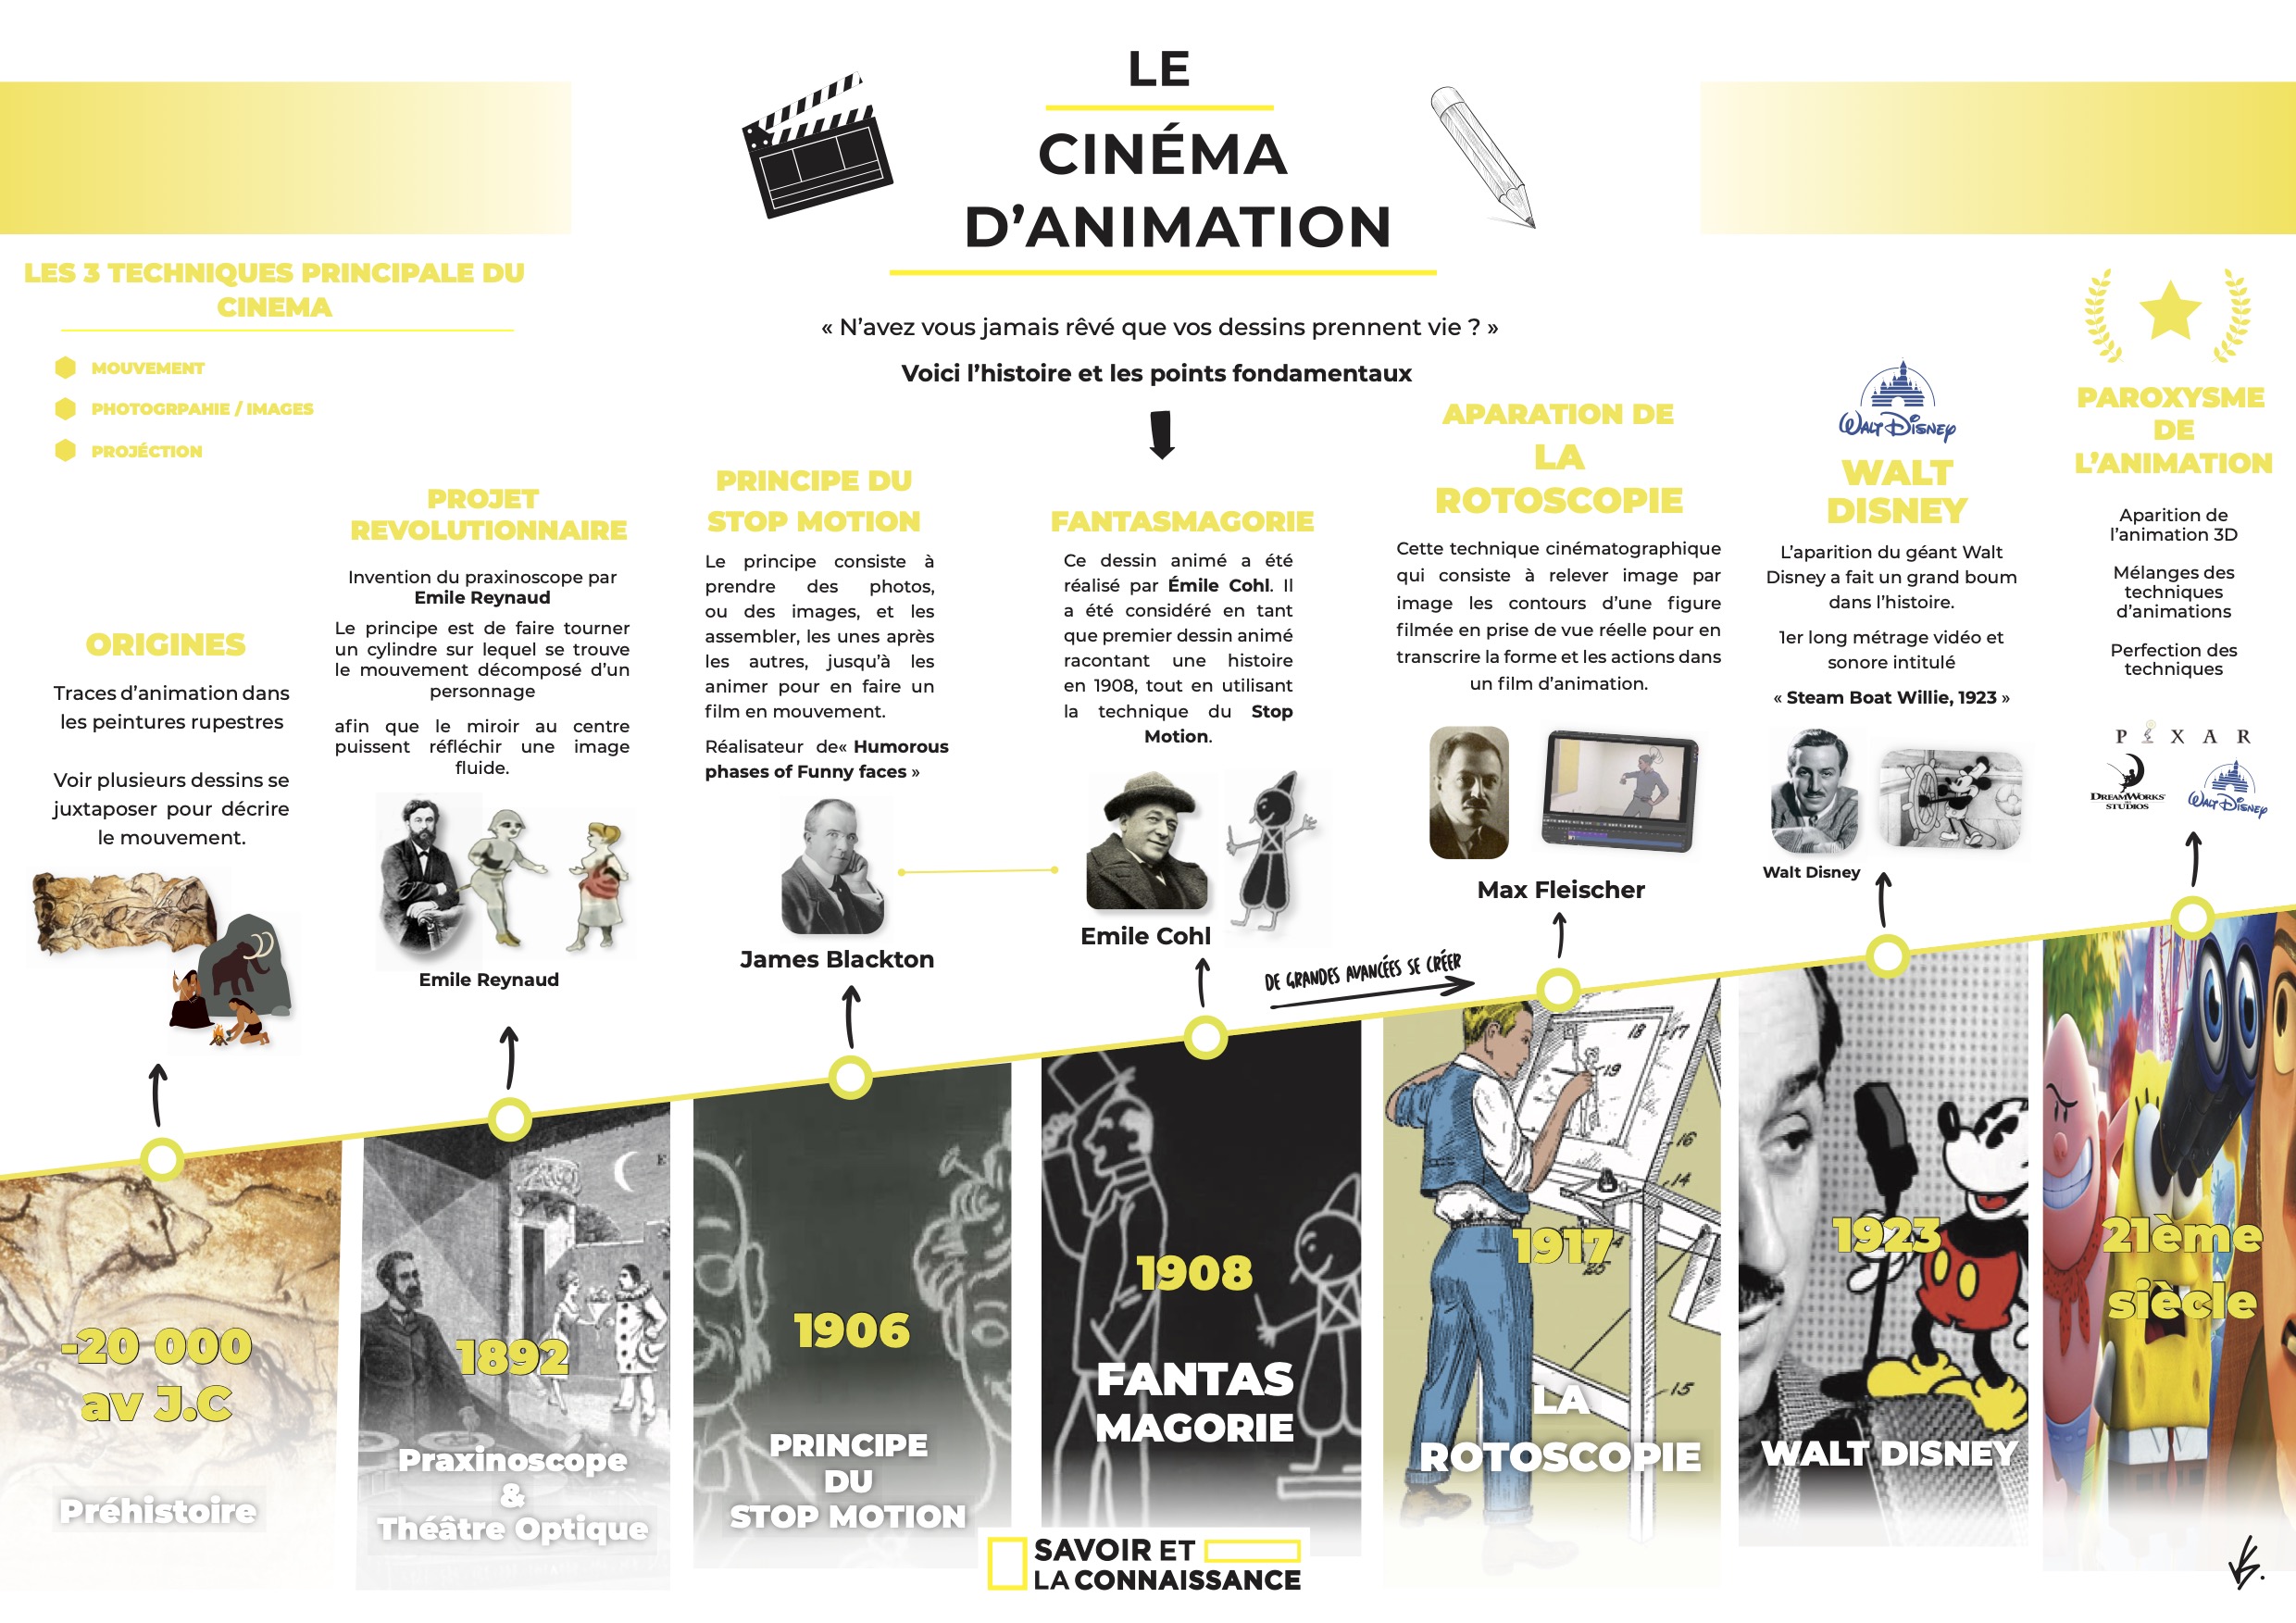 LE
CINÉMA
D'ANIMATION
« N'avez vous jamais rêvé que vos dessins prennent vie ? »
Voici l'histoire et les points fondamentaux
LES 3 TECHNIQUES PRINCIPALE DU
CINEMA
MOUVEMENT
PHOTOGRPAHIE / IMAGES
PROJÉCTION
ORIGINES
Traces d'animation dans
les peintures rupestres
Voir plusieurs dessins se
juxtaposer pour décrire
le mouvement.
PROJET
REVOLUTIONNAIRE
Invention du praxinoscope par
Emile Reynaud
Le principe est de faire tourner
un cylindre sur lequel se trouve
le mouvement décomposé d'un
personnage
afin que le miroir au centre
puissent réfléchir une image
fluide.
Emile Reynaud
PRINCIPE DU
STOP MOTION
Le principe consiste à
prendre des photos,
ou des images, et les
assembler, les unes après
les autres, jusqu'à les
animer pour en faire un
film en mouvement.
Réalisateur de« Humorous
phases of Funny faces »
James Blackton
FANTASMAGORIE
Ce dessin animé a été
réalisé par Émile Cohl. Il
a été considéré en tant
que premier dessin animé
racontant une histoire
en 1908, tout en utilisant
la technique du Stop
Motion.
Emile Cohl
DE GRANDES AVANCÉES SE CRÉER
APARATION DE
LA
ROTOSCOPIE
Cette technique cinématographique
qui consiste à relever image par
image les contours d'une figure
filmée en prise de vue réelle pour en
transcrire la forme et les actions dans
un film d'animation.
Max Fleischer
WALT DISNEY
WALT
DISNEY
L'aparition du géant Walt
Disney a fait un grand boum
dans l'histoire.
1er long métrage vidéo et
sonore intitulé
« Steam Boat Willie, 1923 »
Walt Disney
PAROXYSME
DE
L'ANIMATION
Aparition de
l'animation 3D
Mélanges des
techniques
d'animations
Perfection des
techniques
PIXAR
DREAMWORKS
STUDIOS
WALT DISNEY
-20 000
av J.C
Préhistoire
E
1892
Praxinoscope
&
Théâtre Optique
1906
PRINCIPE
DU
STOP MOTION
1908
FANTAS
MAGORIE
18
17
19
16
14
1917
15
LA
ROTOSCOPIE
1923
WALT DISNEY
21ème
siècle
SAVOIR ET
LA CONNAISSANCE